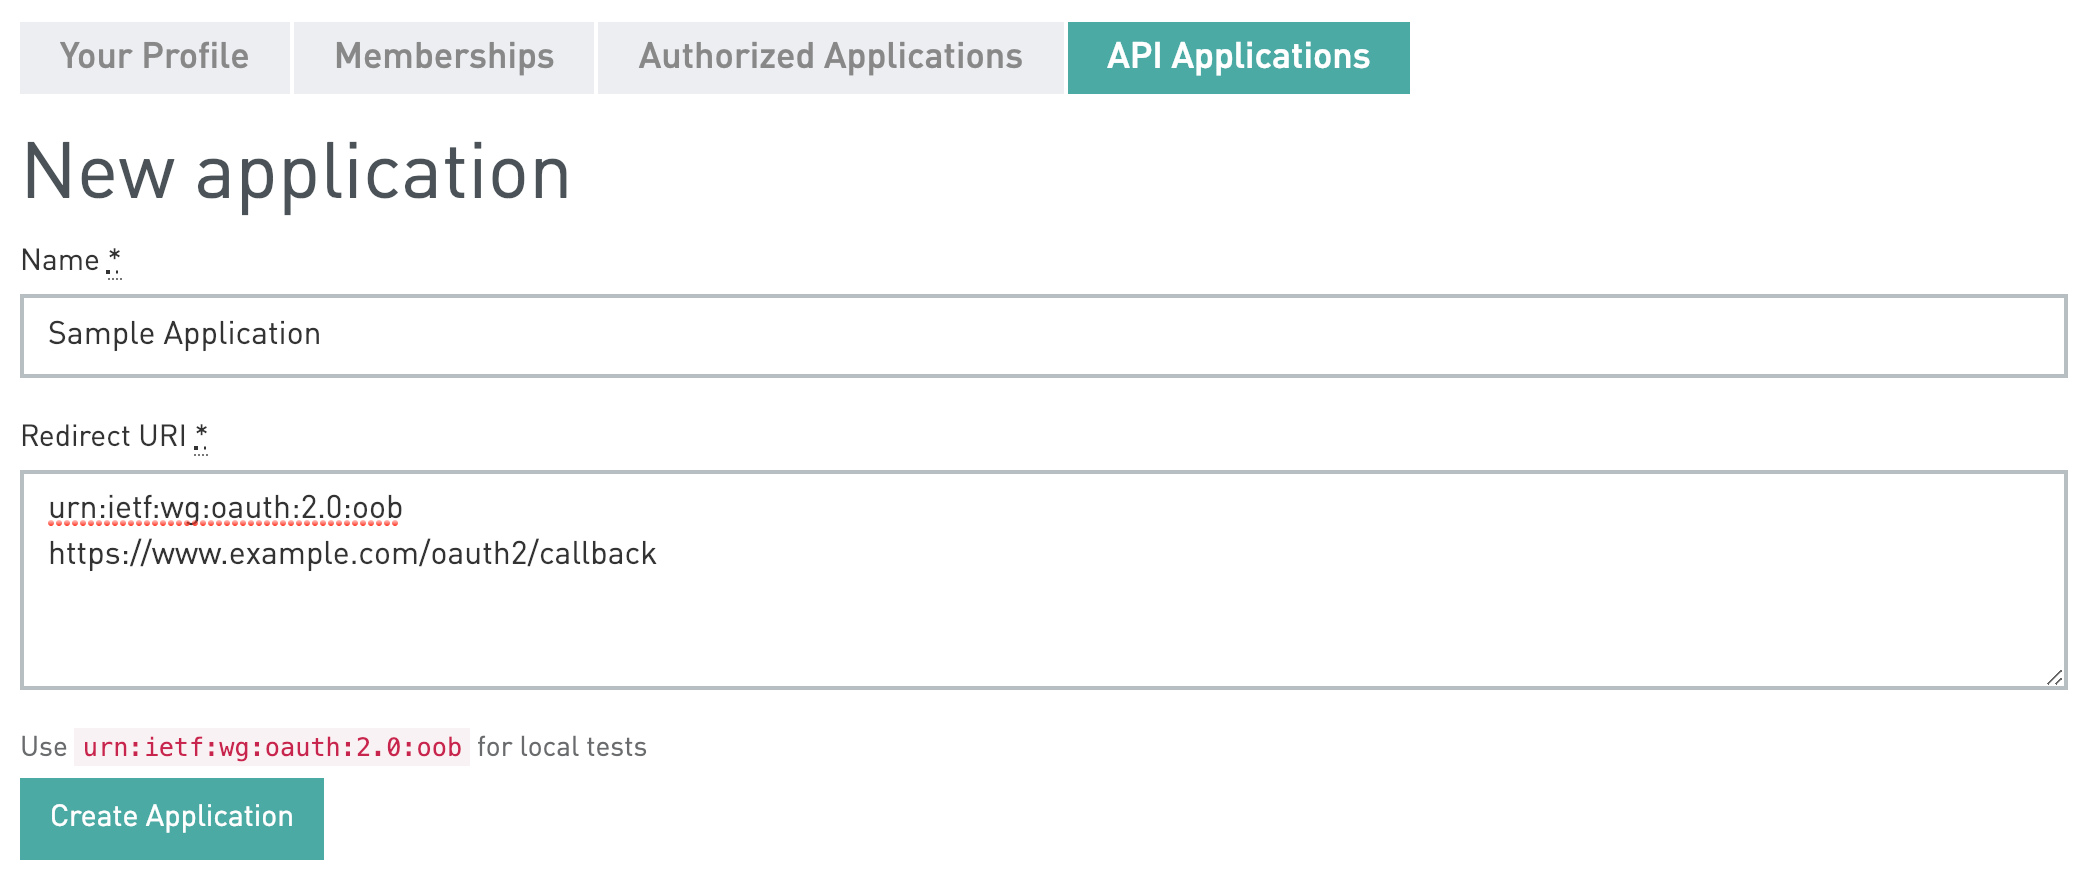 Your Profile Memberships Authorized Applications API Applications
New application
Name *
Sample Application
Redirect URI *
urn:ietf:wg:oauth:2.0:oob
https://www.example.com/oauth2/callback
Use urn:ietf:wg:oauth:2.0:oob for local tests
Create Application